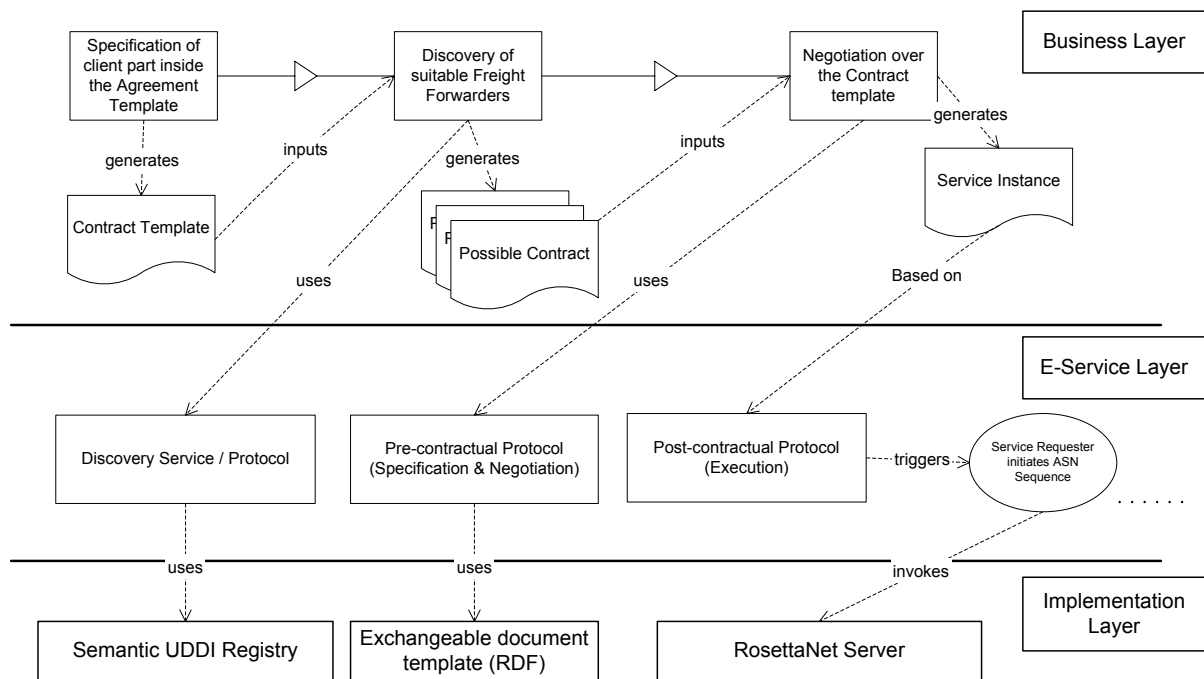 Specification of
client part inside
the Agreement
Template
Discovery of
suitable Freight
Forwarders
Negotiation over
the Contract
template
Business Layer
generates
inputs
generates
inputs
generates
Contract Template
Possible Contract
Service Instance
uses
uses
Based on
E-Service Layer
Discovery Service / Protocol
Pre-contractual Protocol
(Specification & Negotiation)
Post-contractual Protocol
(Execution)
triggers
Service Requester
initiates ASN
Sequence
. . . . . .
uses
uses
invokes
Implementation
Layer
Semantic UDDI Registry
Exchangeable document
template (RDF)
RosettaNet Server